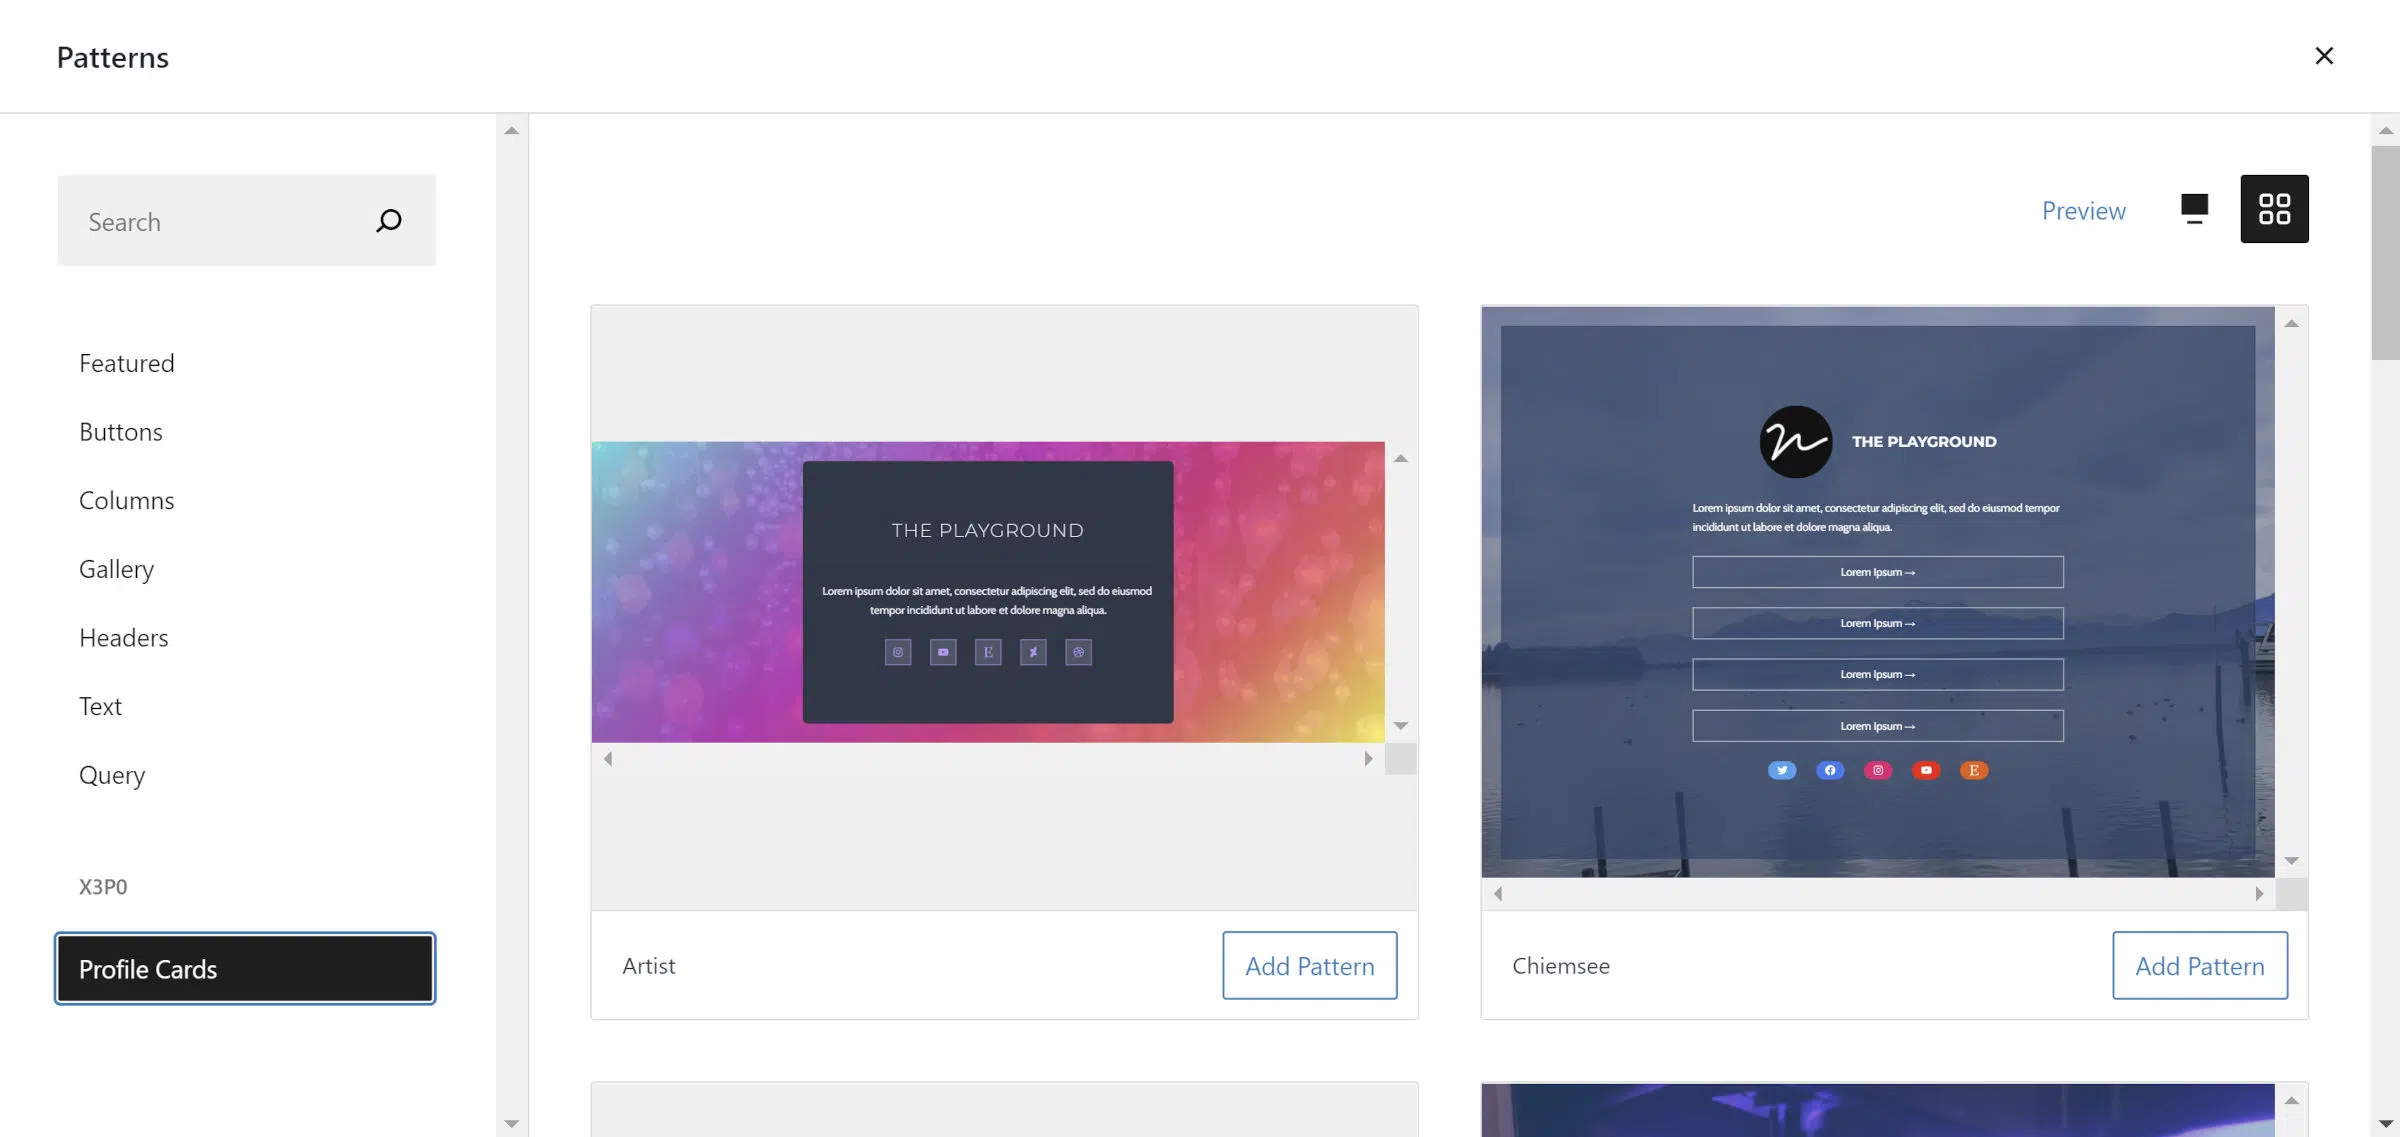 Patterns
Search
Featured
Buttons
Columns
Gallery
Headers
Text
Query
X3P0
Profile Cards
Preview
THE PLAYGROUND
Lorem ipsum dolor sit amet, consectetur adipiscing elit, sed do eiusmod
tempor incididunt ut labore et dolore magna aliqua.
E
Artist
Add Pattern
THE PLAYGROUND
Lorem ipsum dolor sit amet, consectetur adipiscing elit, sed do eiusmod tempor
incididunt ut labore et dolore magna aliqua.
Lorem Ipsum →
Lorem Ipsum →
Lorem Ipsum →
Lorem Ipsum →
E
Chiemsee
Add Pattern